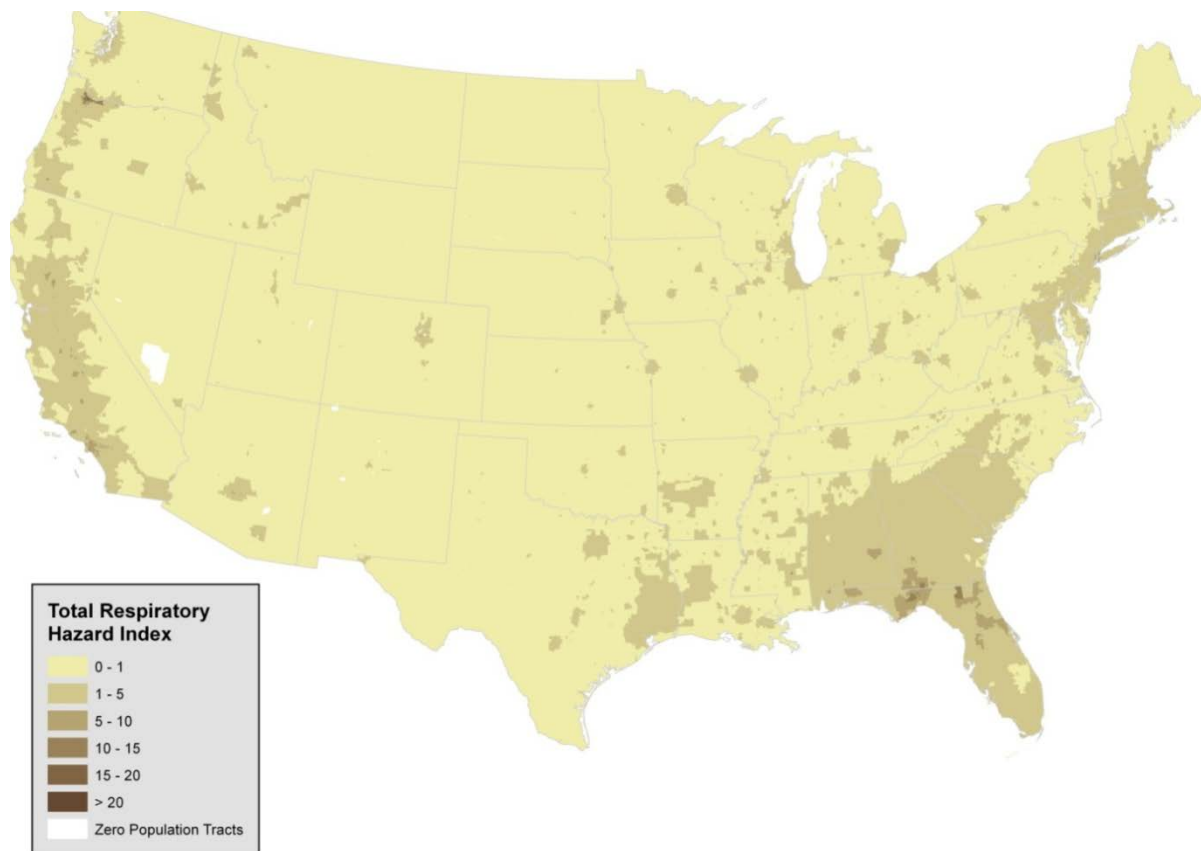 Total Respiratory
Hazard Index
0 - 1
1 - 5
5 - 10
10 - 15
15 - 20
> 20
Zero Population Tracts